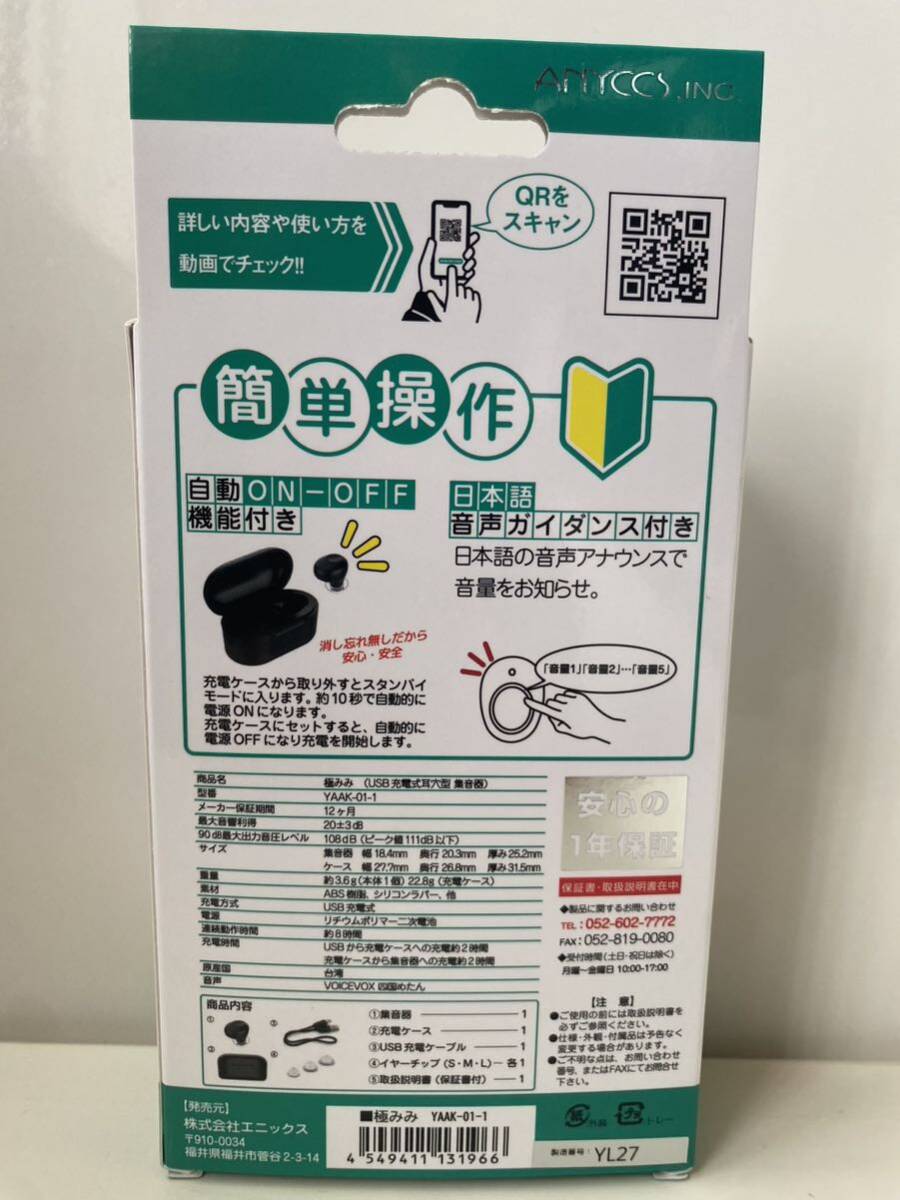 ANYCCS,INC.
詳しい内容や使い方を
動画でチェック!!
QRを
スキャン
簡単操作
自動ON－OFF
機能付き
消し忘れ無しだから
安心・安全
充電ケースから取り外すとスタンバイ
モードに入ります。約10秒で自動的に
電源ONになります。
充電ケースにセットすると、自動的に
電源OFFになり充電を開始します。
日本語
音声ガイダンス付き
日本語の音声アナウンスで
音量をお知らせ。
「音量1」「音量2」…「音量5」
商品名 極みみ （USB充電式耳穴型 集音器）
型番 YAAK-01-1
メーカー保証期間 12ヶ月
最大音響利得 20±3dB
90dB最大出力音圧レベル 108dB（ピーク値111dB以下）
サイズ 集音器 幅18.4mm 奥行20.3mm 厚み25.2mm
ケース 幅27.7mm 奥行26.8mm 厚み31.5mm
重量 約3.6g（本体1個）22.8g（充電ケース）
素材 ABS樹脂、シリコンラバー、他
充電方式 USB充電式
電源 リチウムポリマー二次電池
連続動作時間 約8時間
充電時間 USBから充電ケースへの充電約2時間
充電ケースから集音器への充電約2時間
原産国 台湾
音声 VOICEVOX 四国めたん
商品内容
① ② ③ ④
①集音器 1
②充電ケース 1
③USB充電ケーブル 1
④イヤーチップ（S・M・L） 各1
⑤取扱説明書（保証書付） 1
安心の
1年保証
保証書・取扱説明書在中
◆製品に関するお問い合わせ
TEL：052-602-7772
FAX：052-819-0080
◆受付時間（土日・祝日は除く）
月曜～金曜日 10:00-17:00
【注 意】
●ご使用の前には取扱説明書を
必ずご参照ください。
●仕様・外観・付属品は予告なく
変更する場合があります。
●ご不明な点は、お問い合わせ
番号、またはFAXにてお問合せ
下さい。
【発売元】
株式会社エニックス
〒910-0034
福井県福井市菅谷2-3-14
■極みみ YAAK-01-1
4 549411 131966
紙 外箱
プラ トレー
製造番号： YL27